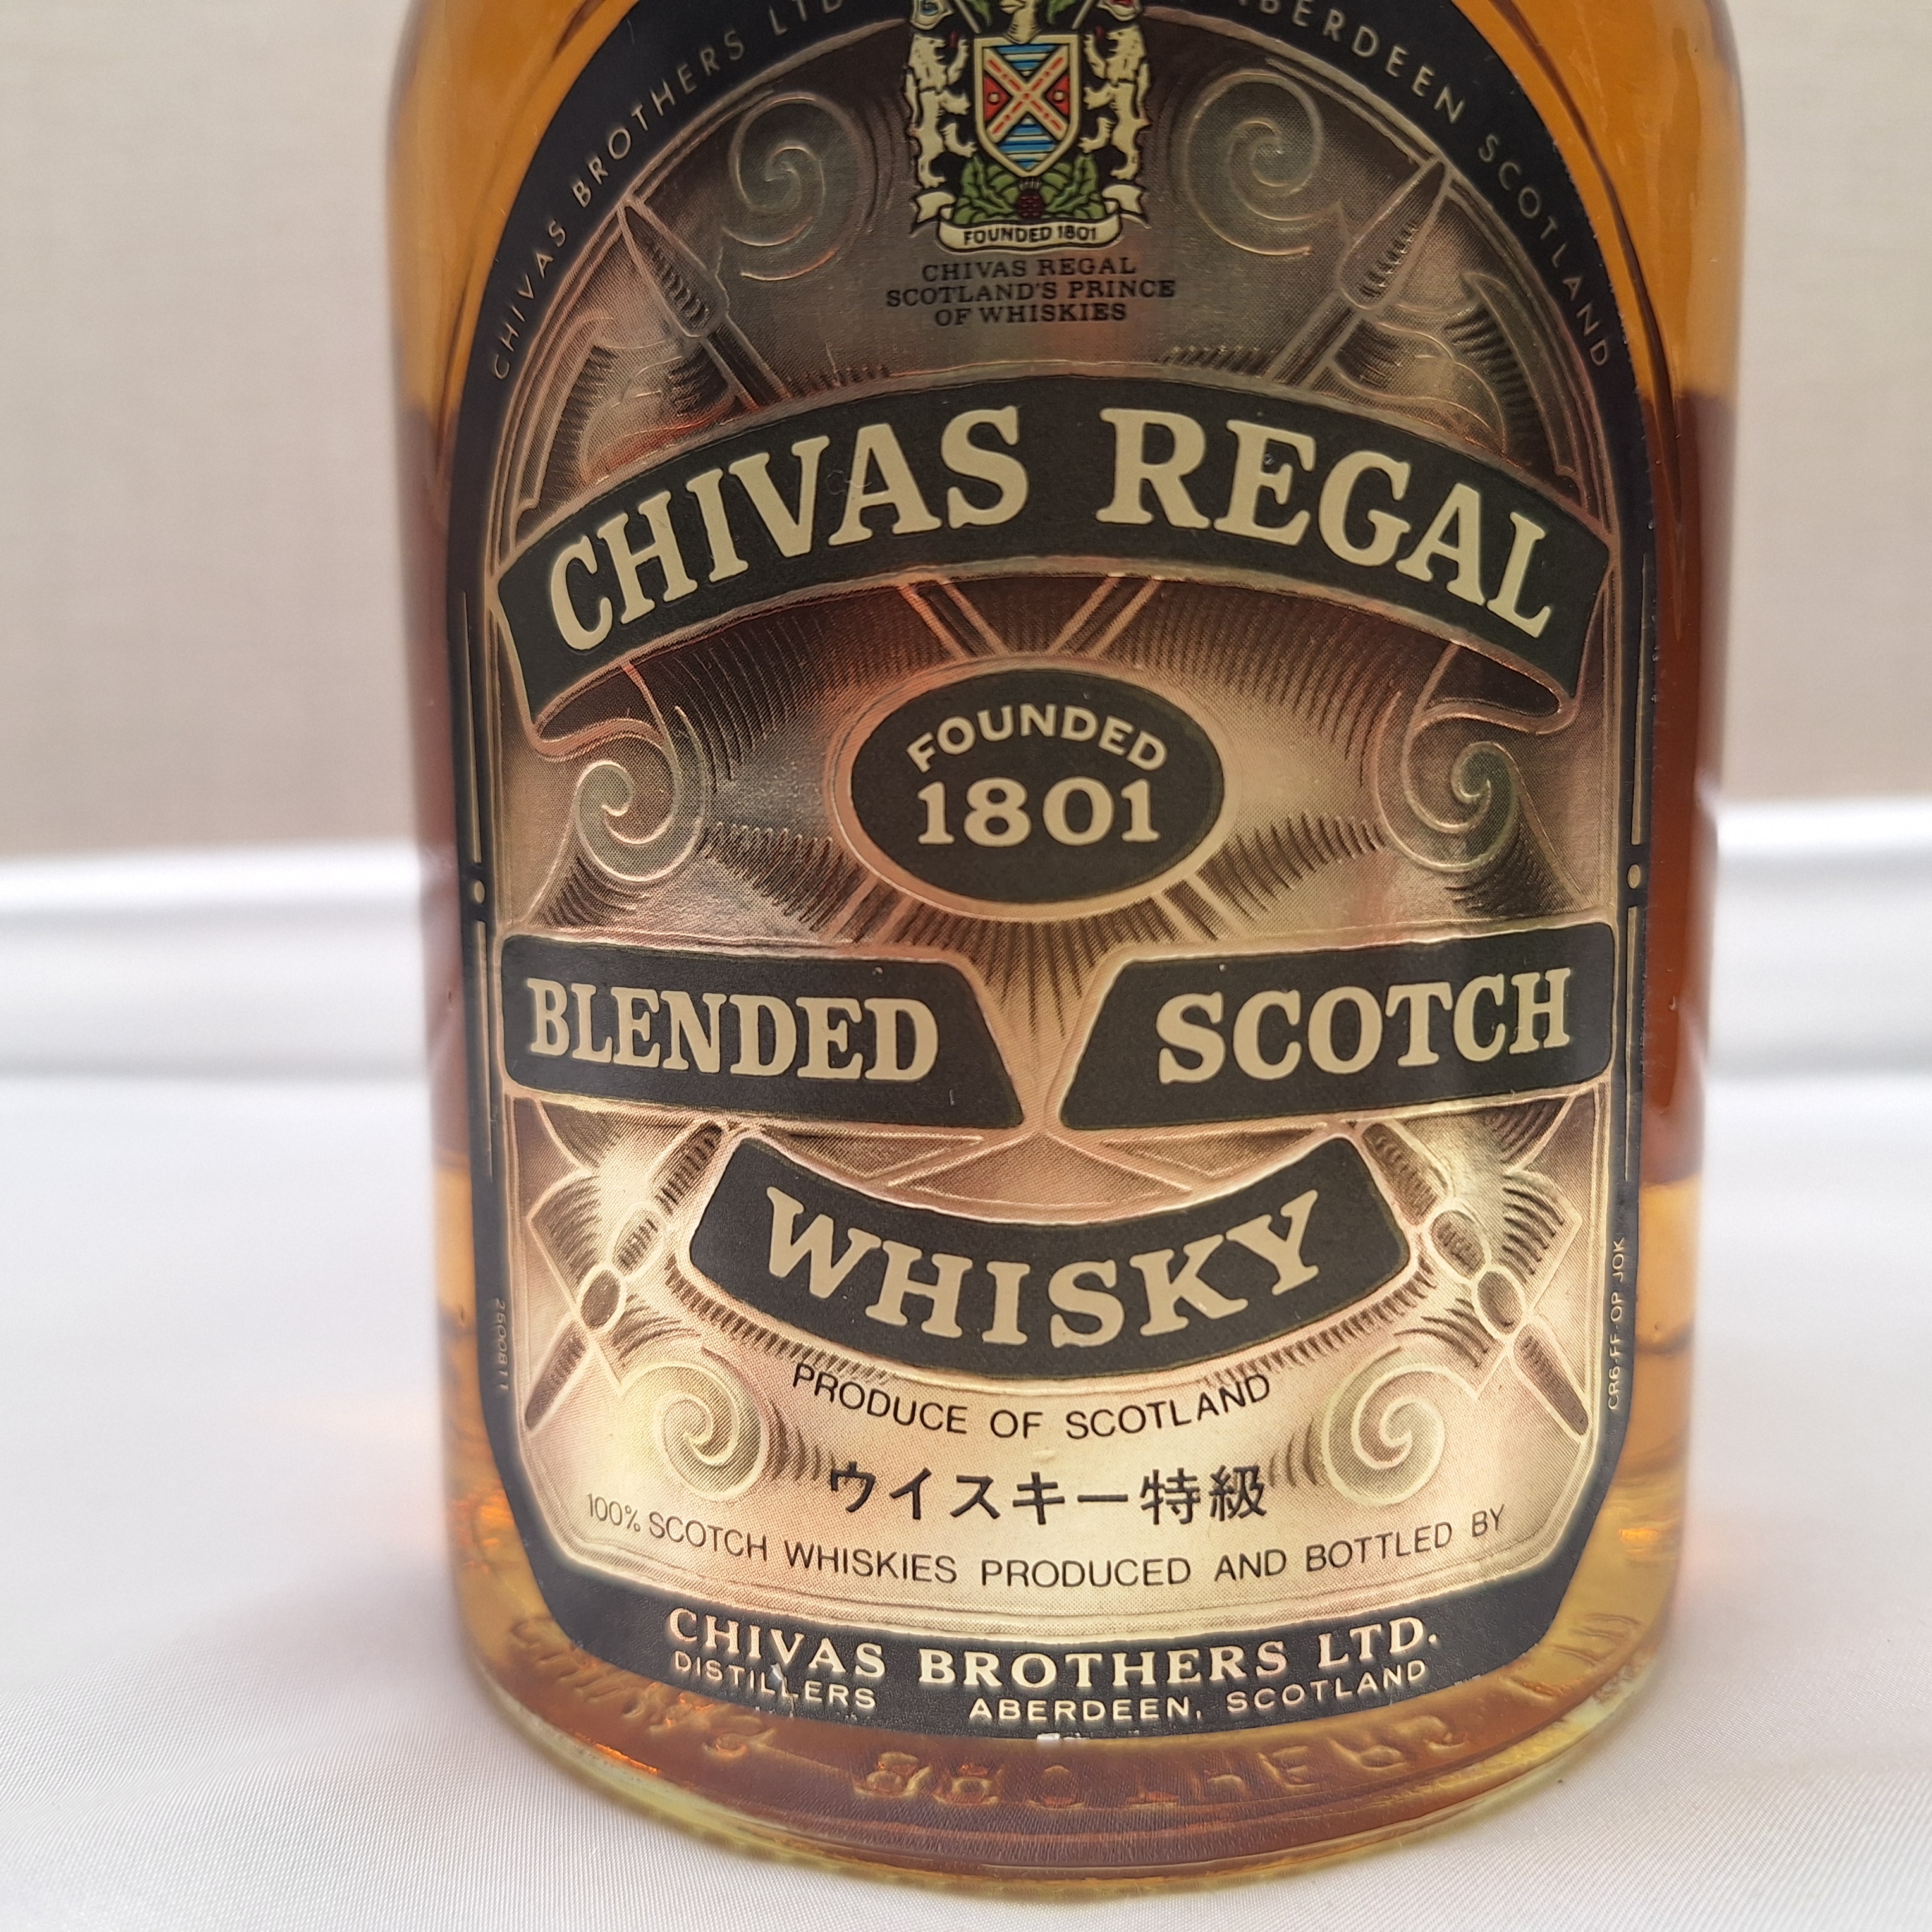 CHIVAS BROTHERS LTD ABERDEEN SCOTLAND
FOUNDED 1801
CHIVAS REGAL
SCOTLAND'S PRINCE
OF WHISKIES
CHIVAS REGAL
FOUNDED
1801
BLENDED SCOTCH
WHISKY
PRODUCE OF SCOTLAND
ウイスキー特級
100% SCOTCH WHISKIES PRODUCED AND BOTTLED BY
CHIVAS BROTHERS LTD.
DISTILLERS ABERDEEN, SCOTLAND
CHIVAS BROTHERS